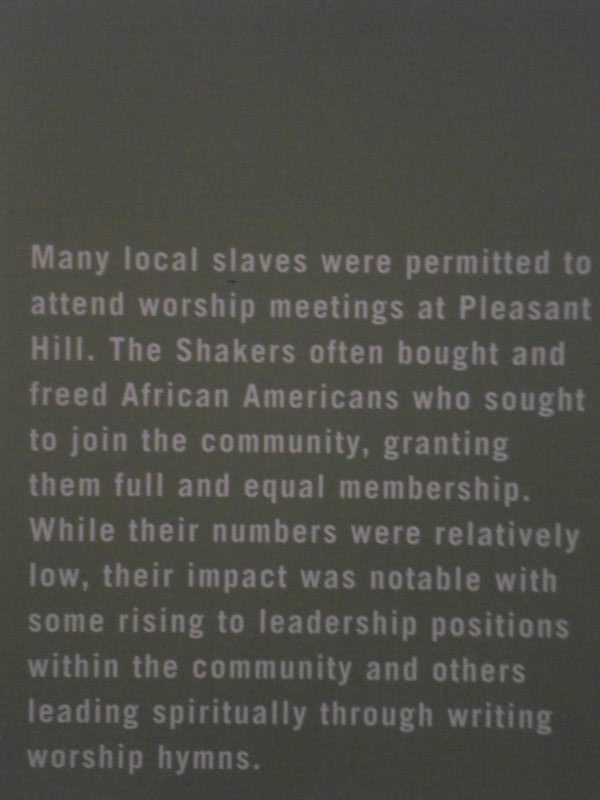 Many local slaves were permitted to
attend worship meetings at Pleasant
Hill. The Shakers often bought and
freed African Americans who sought
to join the community, granting
them full and equal membership.
While their numbers were relatively
low, their impact was notable with
some rising to leadership positions
within the community and others
leading spiritually through writing
worship hymns.